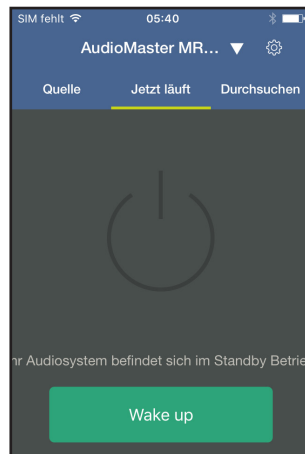 SIM fehlt 05:40
AudioMaster MR... ▼
Quelle Jetzt läuft Durchsuchen
hr Audiosystem befindet sich im Standby Betrie
Wake up